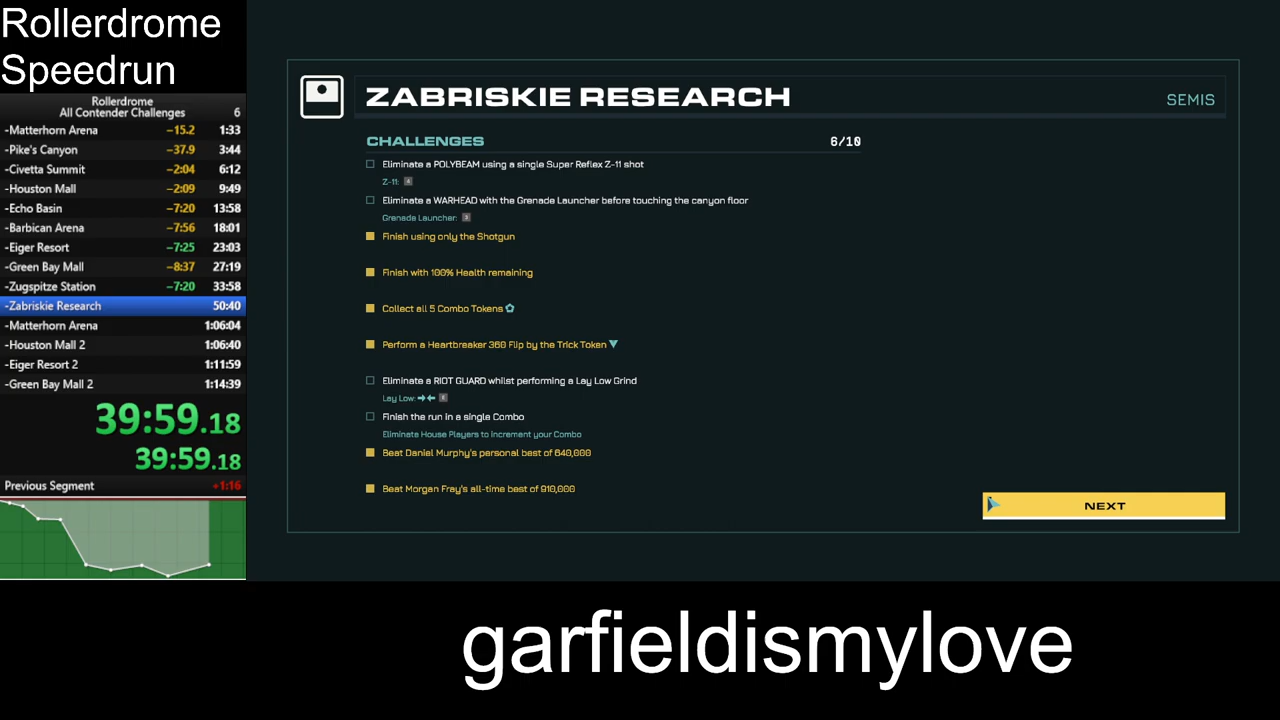 Rollerdrome
Speedrun
Rollerdrome
All Contender Challenges 6
-Matterhorn Arena −15.2 1:33
-Pike's Canyon −37.9 3:44
-Civetta Summit −2:04 6:12
-Houston Mall −2:09 9:49
-Echo Basin −7:20 13:58
-Barbican Arena −7:56 18:01
-Eiger Resort −7:25 23:03
-Green Bay Mall −8:37 27:19
-Zugspitze Station −7:20 33:58
-Zabriskie Research 50:40
-Matterhorn Arena 1:06:04
-Houston Mall 2 1:06:40
-Eiger Resort 2 1:11:59
-Green Bay Mall 2 1:14:39
39:59.18
39:59.18
Previous Segment +1:16
ZABRISKIE RESEARCH
SEMIS
CHALLENGES 6/10
Eliminate a POLYBEAM using a single Super Reflex Z-11 shot
Z-11: 4
Eliminate a WARHEAD with the Grenade Launcher before touching the canyon floor
Grenade Launcher: 3
Finish using only the Shotgun
Finish with 100% Health remaining
Collect all 5 Combo Tokens
Perform a Heartbreaker 360 Flip by the Trick Token
Eliminate a RIOT GUARD whilst performing a Lay Low Grind
Lay Low:
Finish the run in a single Combo
Eliminate House Players to increment your Combo
Beat Daniel Murphy's personal best of 640,000
Beat Morgan Fray's all-time best of 910,000
NEXT
garfieldismylove